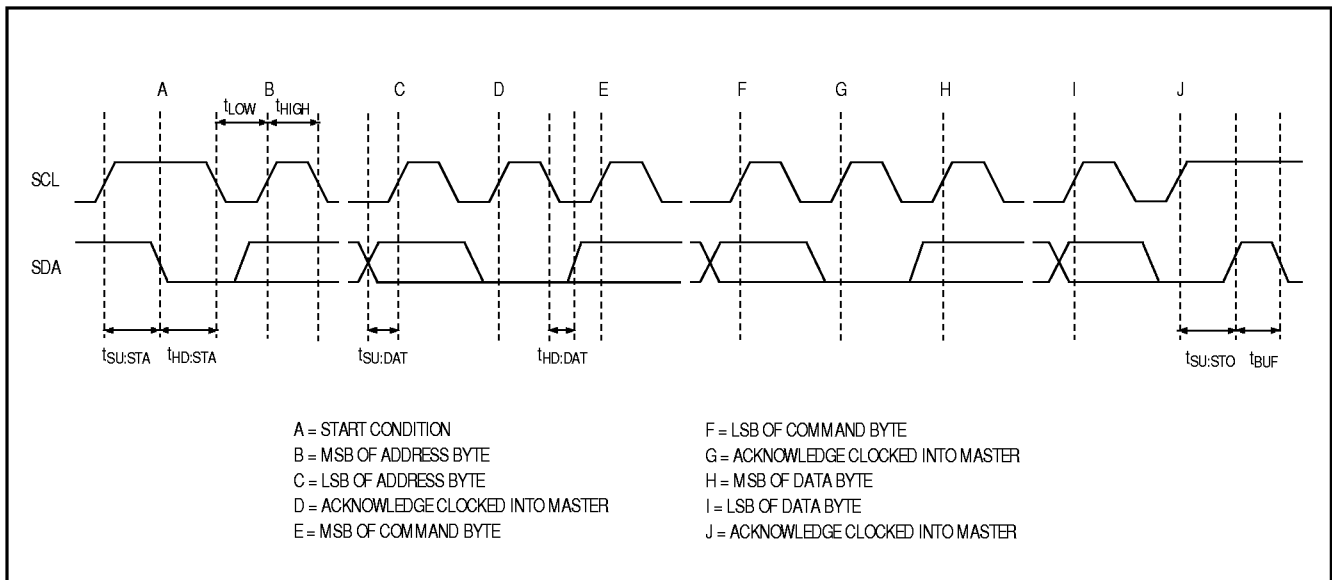 A B C D E F G H I J
tLOW tHIGH
SCL
SDA
tSU:STA tHD:STA tSU:DAT tHD:DAT tSU:STO tBUF
A = START CONDITION
B = MSB OF ADDRESS BYTE
C = LSB OF ADDRESS BYTE
D = ACKNOWLEDGE CLOCKED INTO MASTER
E = MSB OF COMMAND BYTE
F = LSB OF COMMAND BYTE
G = ACKNOWLEDGE CLOCKED INTO MASTER
H = MSB OF DATA BYTE
I = LSB OF DATA BYTE
J = ACKNOWLEDGE CLOCKED INTO MASTER